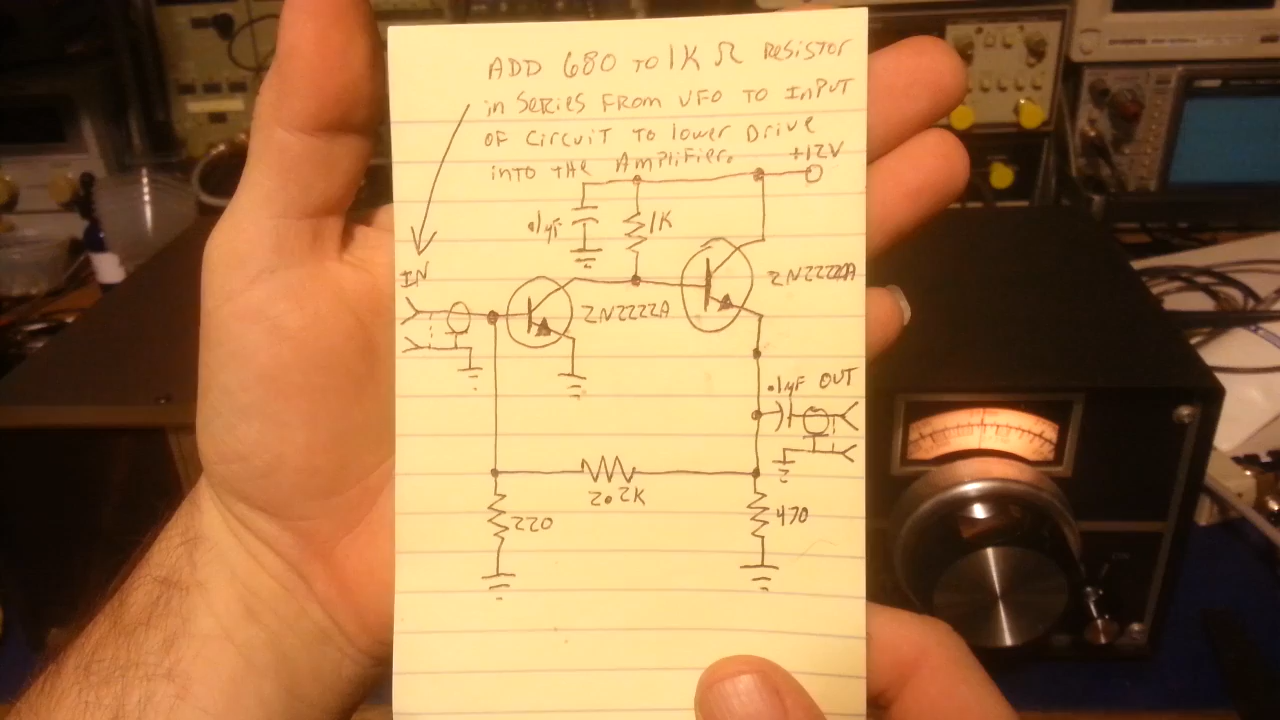 ADD 680 TO 1K Ω Resistor
in Series From VFO TO InPUT
OF Circuit To lower Drive
into the Amplifier.
+12V
.1µF
1K
IN
2N2222A
2N2222A
.1µF OUT
2.2K
220
470